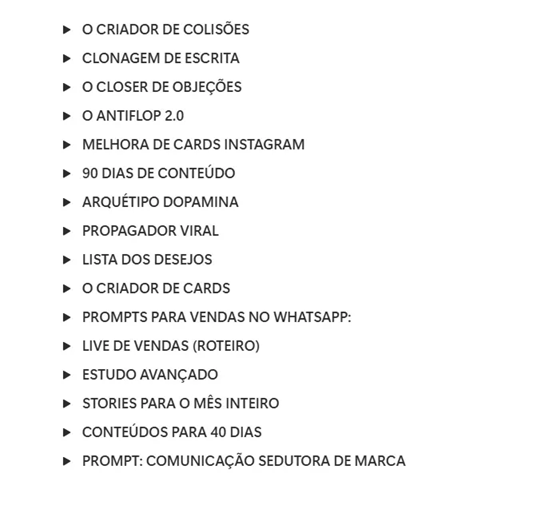 O CRIADOR DE COLISÕES
CLONAGEM DE ESCRITA
O CLOSER DE OBJEÇÕES
O ANTIFLOP 2.0
MELHORA DE CARDS INSTAGRAM
90 DIAS DE CONTEÚDO
ARQUÉTIPO DOPAMINA
PROPAGADOR VIRAL
LISTA DOS DESEJOS
O CRIADOR DE CARDS
PROMPTS PARA VENDAS NO WHATSAPP:
LIVE DE VENDAS (ROTEIRO)
ESTUDO AVANÇADO
STORIES PARA O MÊS INTEIRO
CONTEÚDOS PARA 40 DIAS
PROMPT: COMUNICAÇÃO SEDUTORA DE MARCA